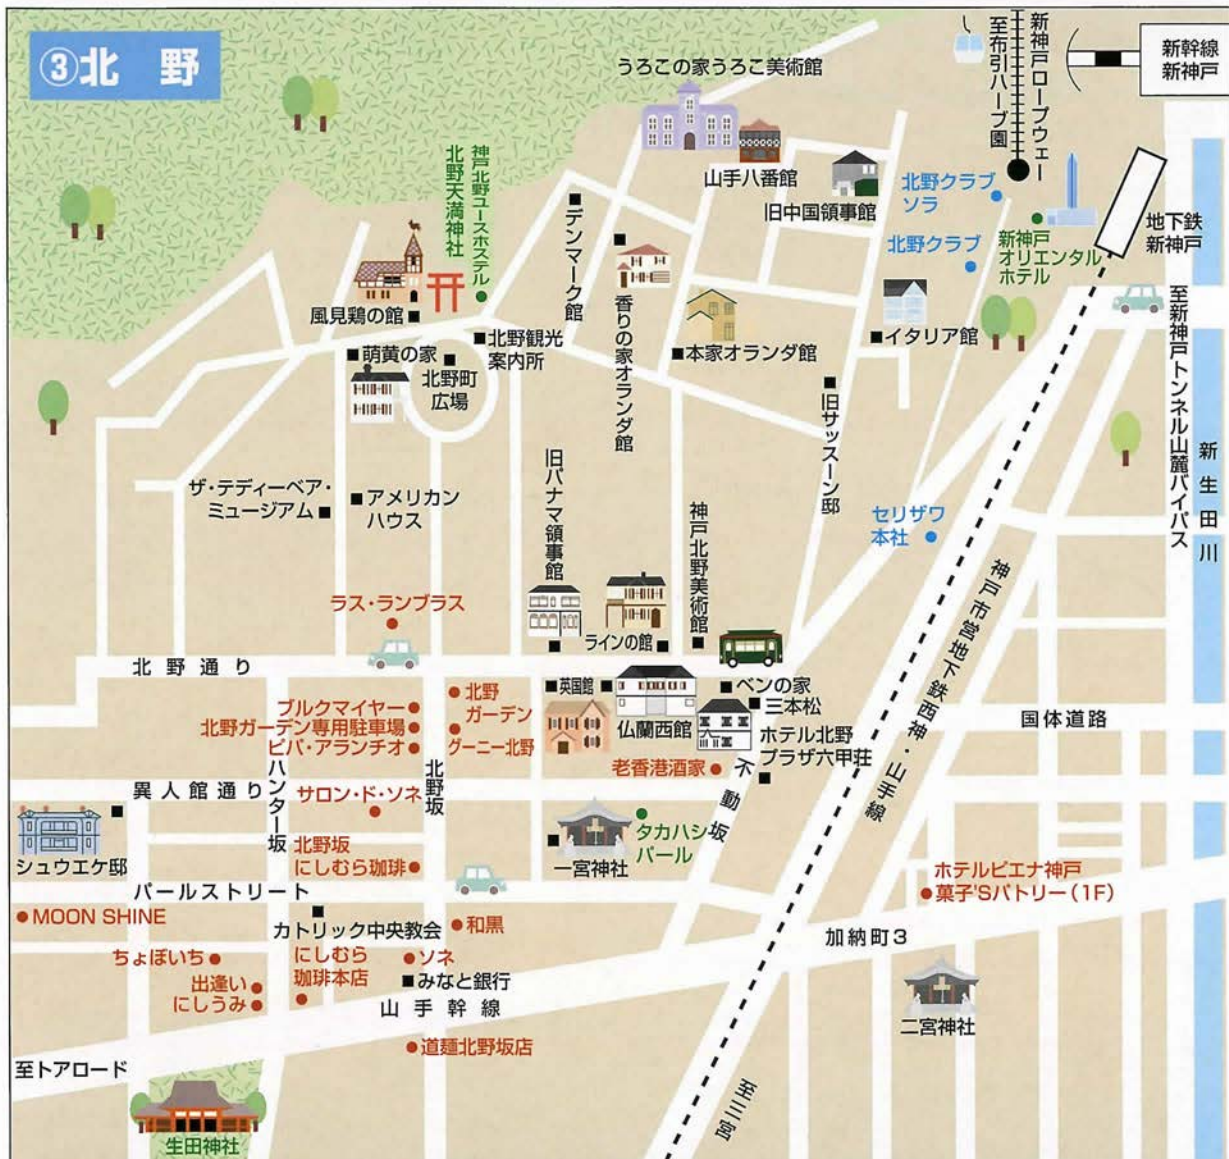 ③北 野
うろこの家うろこ美術館
山手八番館
旧中国領事館
新神戸ロープウェー
至布引ハーブ園
新幹線
新神戸
北野クラブ
ソラ
北野クラブ
新神戸
オリエンタル
ホテル
地下鉄
新神戸
至新神戸トンネル山麓バイパス
新生田川
神戸北野ユースホステル
北野天満神社
風見鶏の館
デンマーク館
香りの家オランダ館
本家オランダ館
イタリア館
北野観光
案内所
萌黄の家
北野町
広場
旧サッスーン邸
ザ・テディーベア・
ミュージアム
アメリカン
ハウス
旧パナマ領事館
神戸北野美術館
セリザワ
本社
神戸市営地下鉄西神・山手線
ラス・ランブラス
ラインの館
北野通り
ブルクマイヤー
北野ガーデン専用駐車場
ビバ・アランチオ
北野
ガーデン
グーニー北野
英国館
仏蘭西館
ベンの家
三本松
ホテル北野
プラザ六甲荘
老香港酒家
国体道路
異人館通り
ハンター坂
北野坂
不動坂
サロン・ド・ソネ
シュウエケ邸
北野坂
にしむら珈琲
一宮神社
タカハシ
パール
パールストリート
ホテルピエナ神戸
菓子'Sパトリー(1F)
MOON SHINE
カトリック中央教会
和黒
加納町3
ちょぼいち
にしむら
珈琲本店
ソネ
出逢い
にしうみ
みなと銀行
山手幹線
二宮神社
道麺北野坂店
至トアロード
生田神社
至三宮